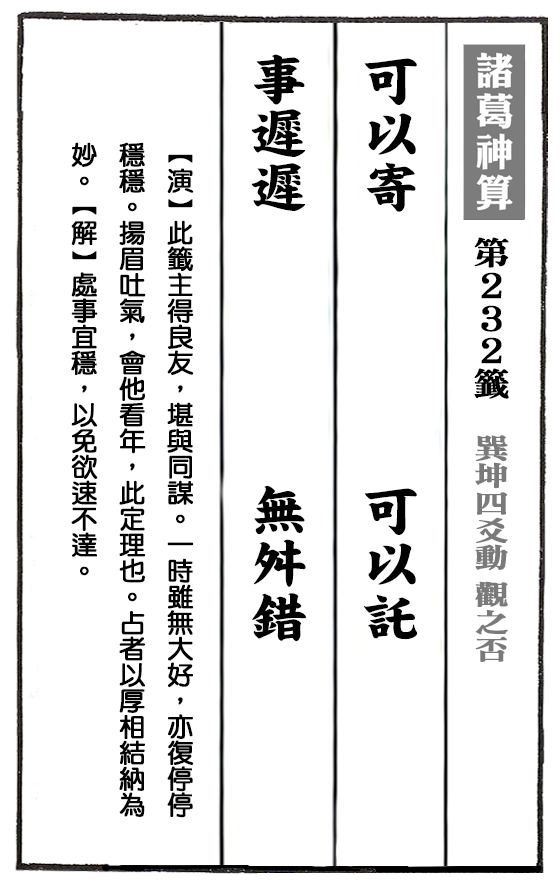 諸葛神算 第232籤 巽坤四爻動 觀之否
可以寄 可以託
事遲遲 無舛錯
【演】此籤主得良友，堪與同謀。一時雖無大好，亦復停停
穩穩。揚眉吐氣，會他看年，此定理也。占者以厚相結納為
妙。【解】處事宜穩，以免欲速不達。